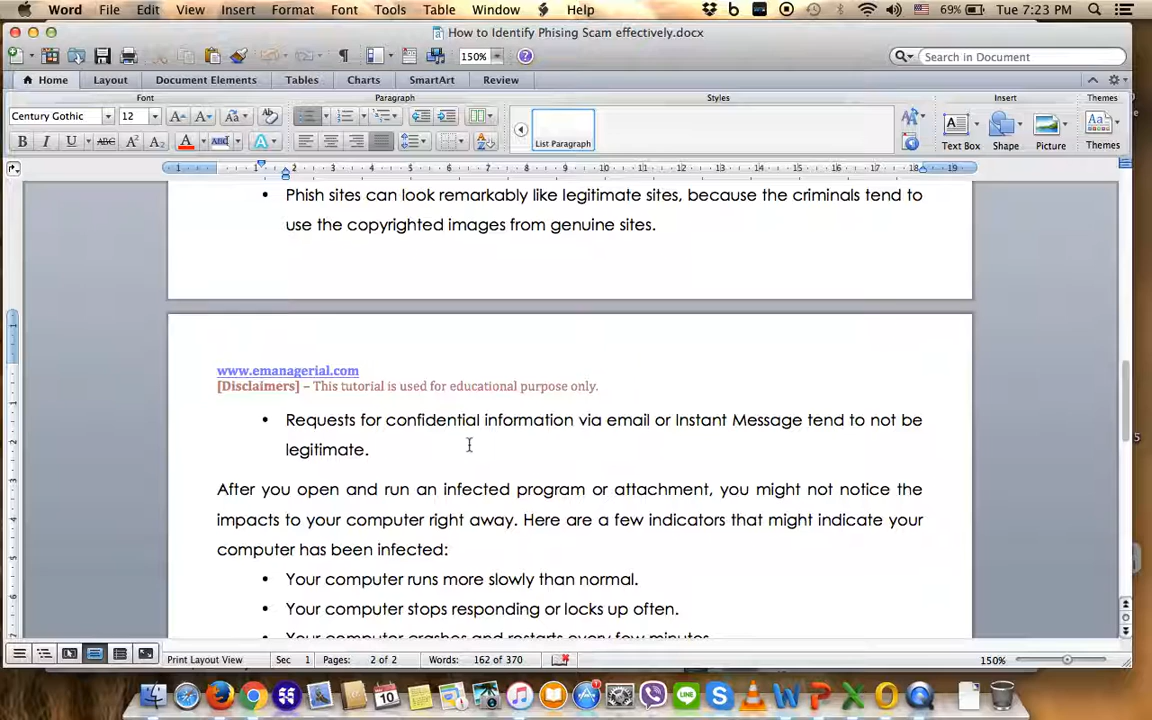 Word File Edit View Insert Format Font Tools Table Window Help 69% Tue 7:23 PM
How to Identify Phising Scam effectively.docx
150% Search in Document
Home Layout Document Elements Tables Charts SmartArt Review
Font Paragraph Styles Insert Themes
Century Gothic 12 List Paragraph Text Box Shape Picture Themes
• Phish sites can look remarkably like legitimate sites, because the criminals tend to
use the copyrighted images from genuine sites.
www.emanagerial.com
[Disclaimers] – This tutorial is used for educational purpose only.
• Requests for confidential information via email or Instant Message tend to not be
legitimate.
After you open and run an infected program or attachment, you might not notice the
impacts to your computer right away. Here are a few indicators that might indicate your
computer has been infected:
• Your computer runs more slowly than normal.
• Your computer stops responding or locks up often.
• Your computer crashes and restarts every few minutes.
Print Layout View Sec 1 Pages: 2 of 2 Words: 162 of 370 150%